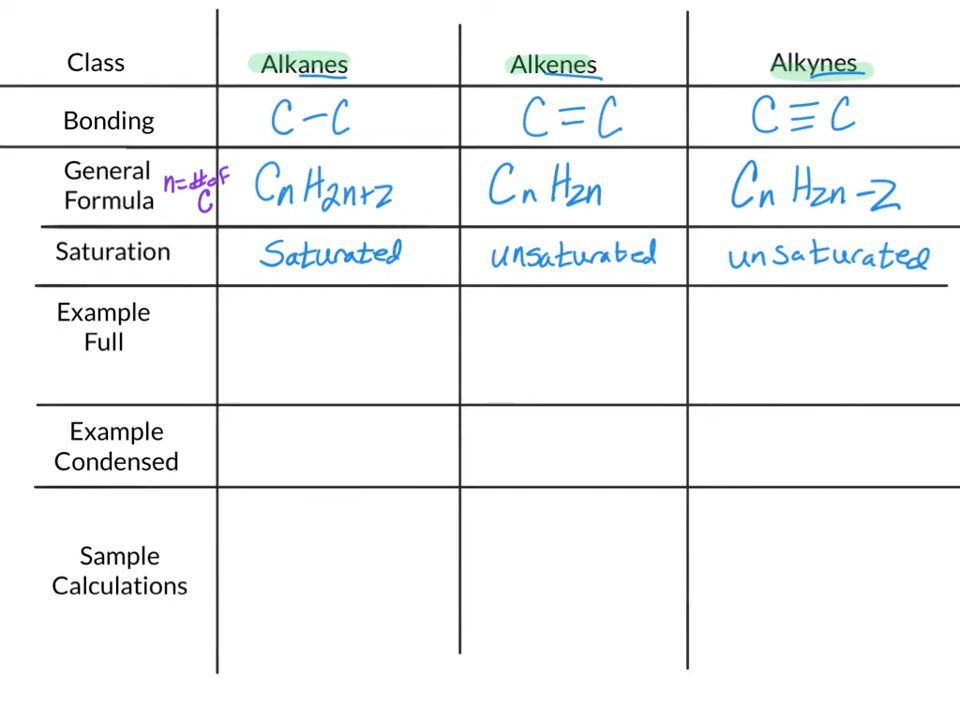 Class Alkanes Alkenes Alkynes
Bonding C–C C=C C≡C
General
Formula n=# of C CnH2n+2 CnH2n CnH2n-2
Saturation Saturated unsaturated unsaturated
Example
Full
Example
Condensed
Sample
Calculations